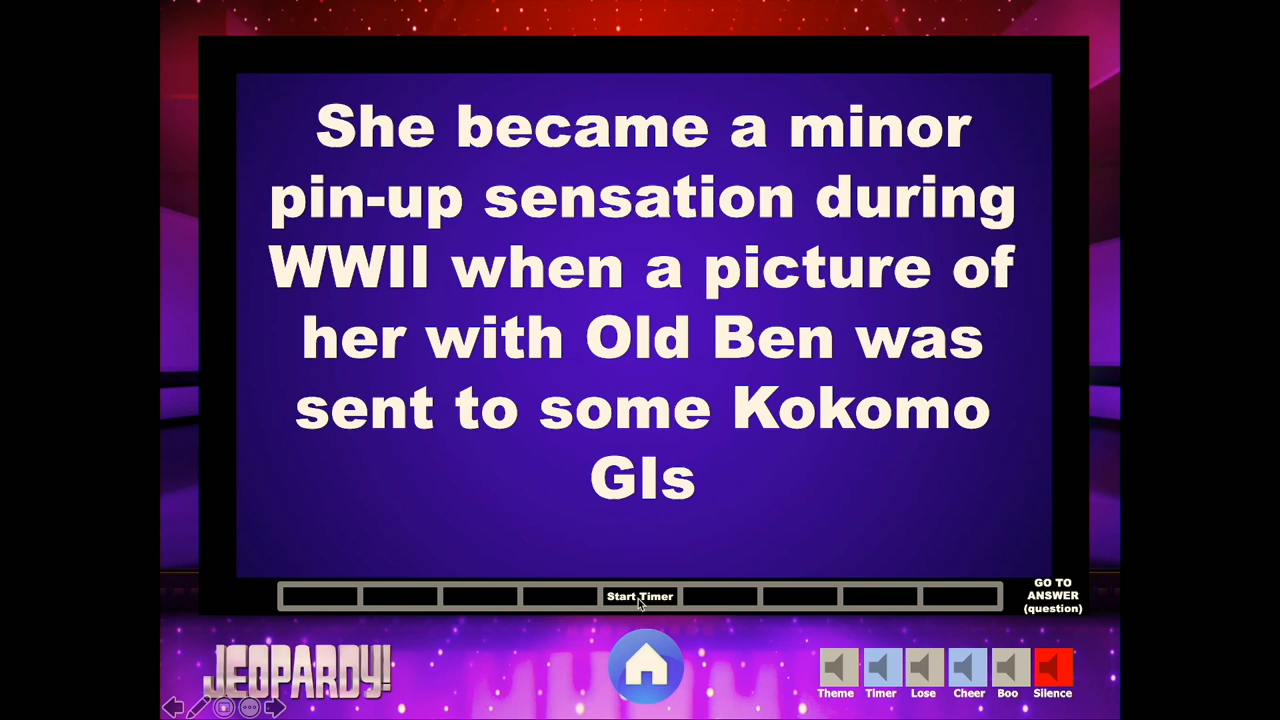 She became a minor
pin-up sensation during
WWII when a picture of
her with Old Ben was
sent to some Kokomo
GIs
Start Timer
GO TO
ANSWER
(question)
JEOPARDY!
Theme Timer Lose Cheer Boo Silence